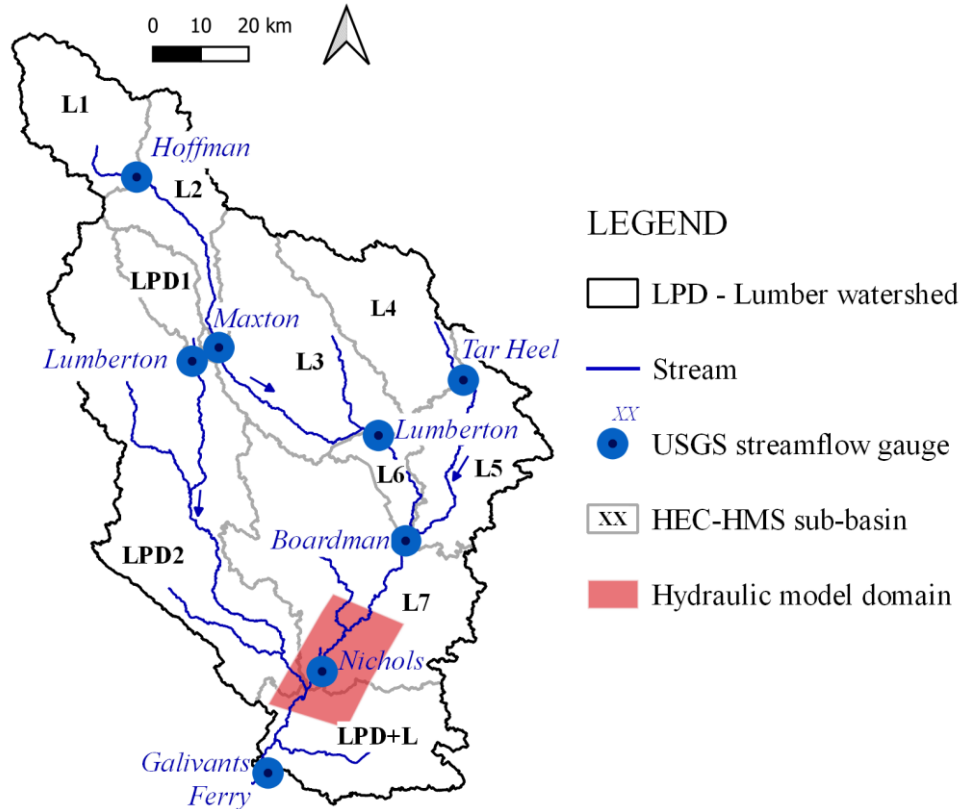 0 10 20 km
L1
Hoffman
L2
LPD1
Maxton
L4
Lumberton
L3
Tar Heel
Lumberton
L6
L5
Boardman
LPD2
L7
Nichols
LPD+L
Galivants
Ferry
LEGEND
LPD - Lumber watershed
Stream
XX
USGS streamflow gauge
XX HEC-HMS sub-basin
Hydraulic model domain